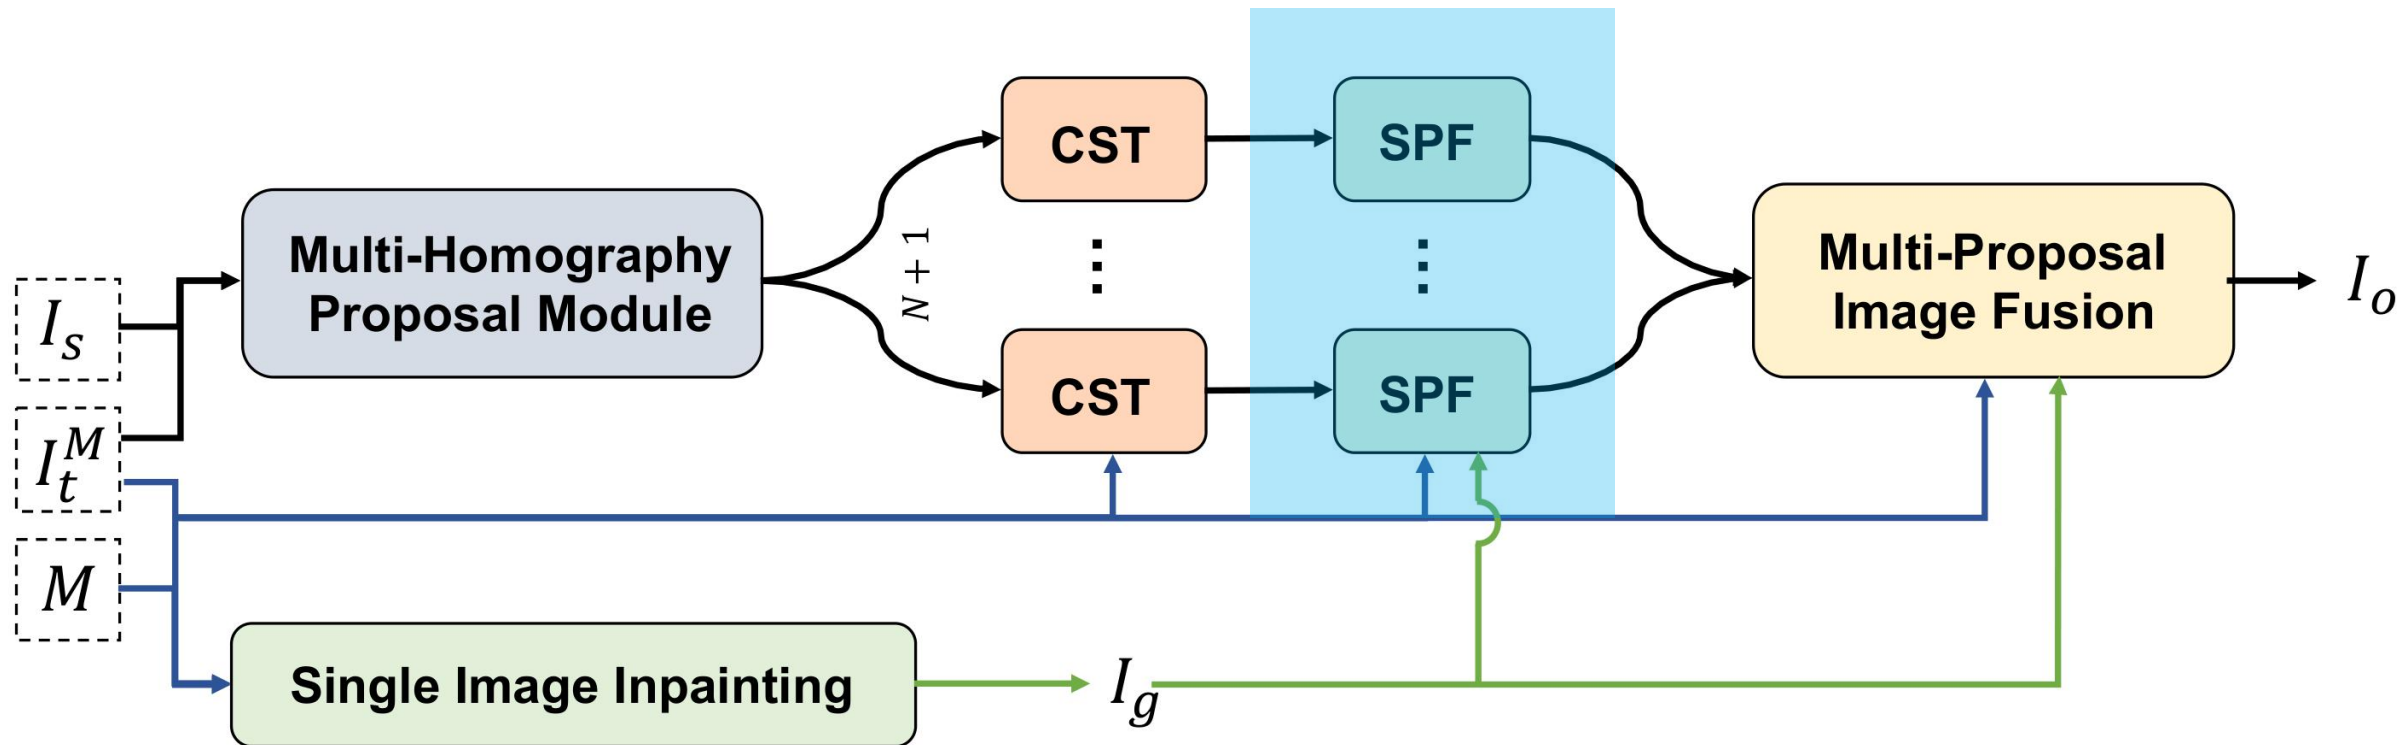 Multi-Homography
Proposal Module
N + 1
CST
SPF
CST
SPF
Multi-Proposal
Image Fusion
I_o
I_s
I_t^M
M
Single Image Inpainting
I_g